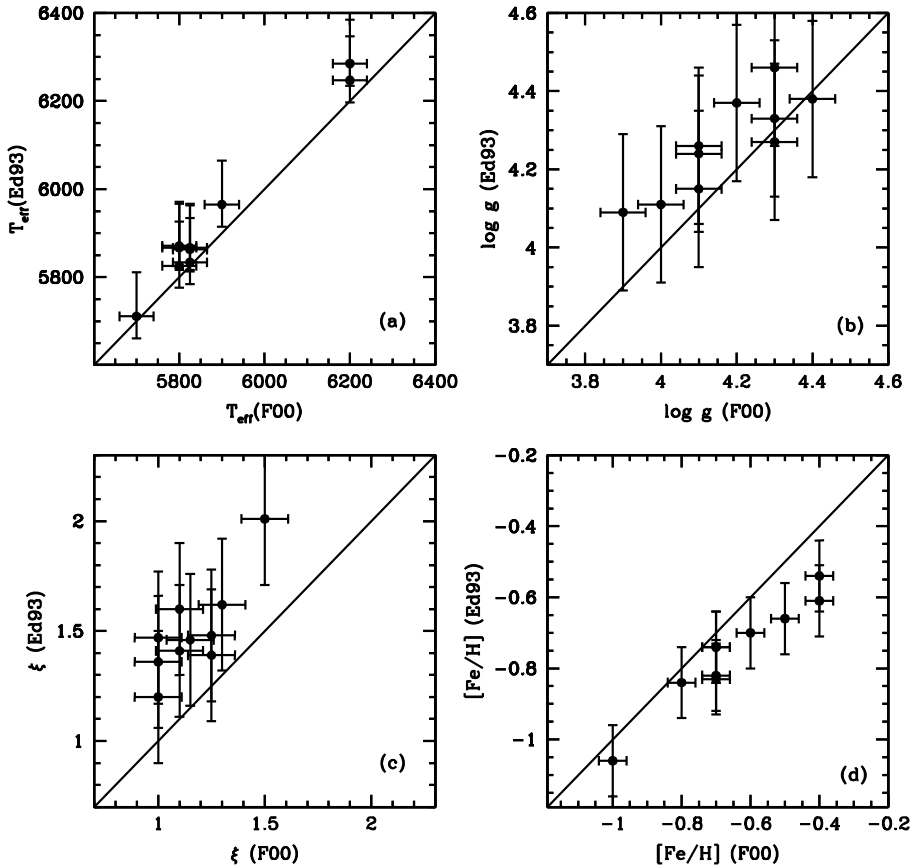 6400
6200
6000
5800
T_eff(Ed93)
(a)
5800 6000 6200 6400
T_eff(F00)
4.6
4.4
4.2
4
3.8
log g (Ed93)
(b)
3.8 4 4.2 4.4 4.6
log g (F00)
2
1.5
1
ξ (Ed93)
(c)
1 1.5 2
ξ (F00)
-0.2
-0.4
-0.6
-0.8
-1
[Fe/H] (Ed93)
(d)
-1 -0.8 -0.6 -0.4 -0.2
[Fe/H] (F00)